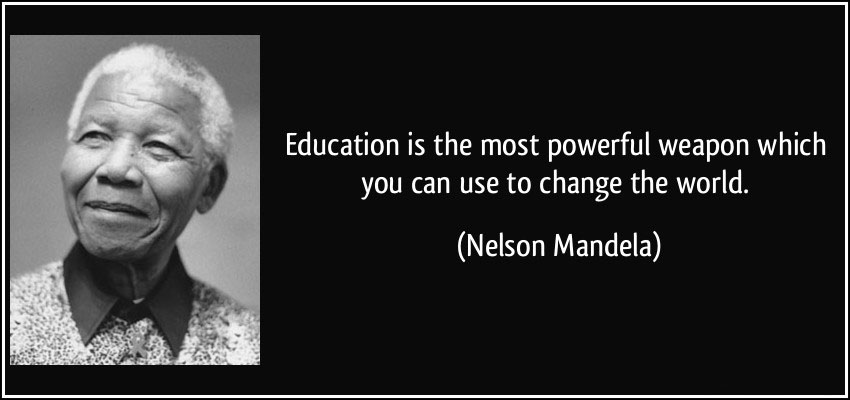 Education is the most powerful weapon which
you can use to change the world.
(Nelson Mandela)